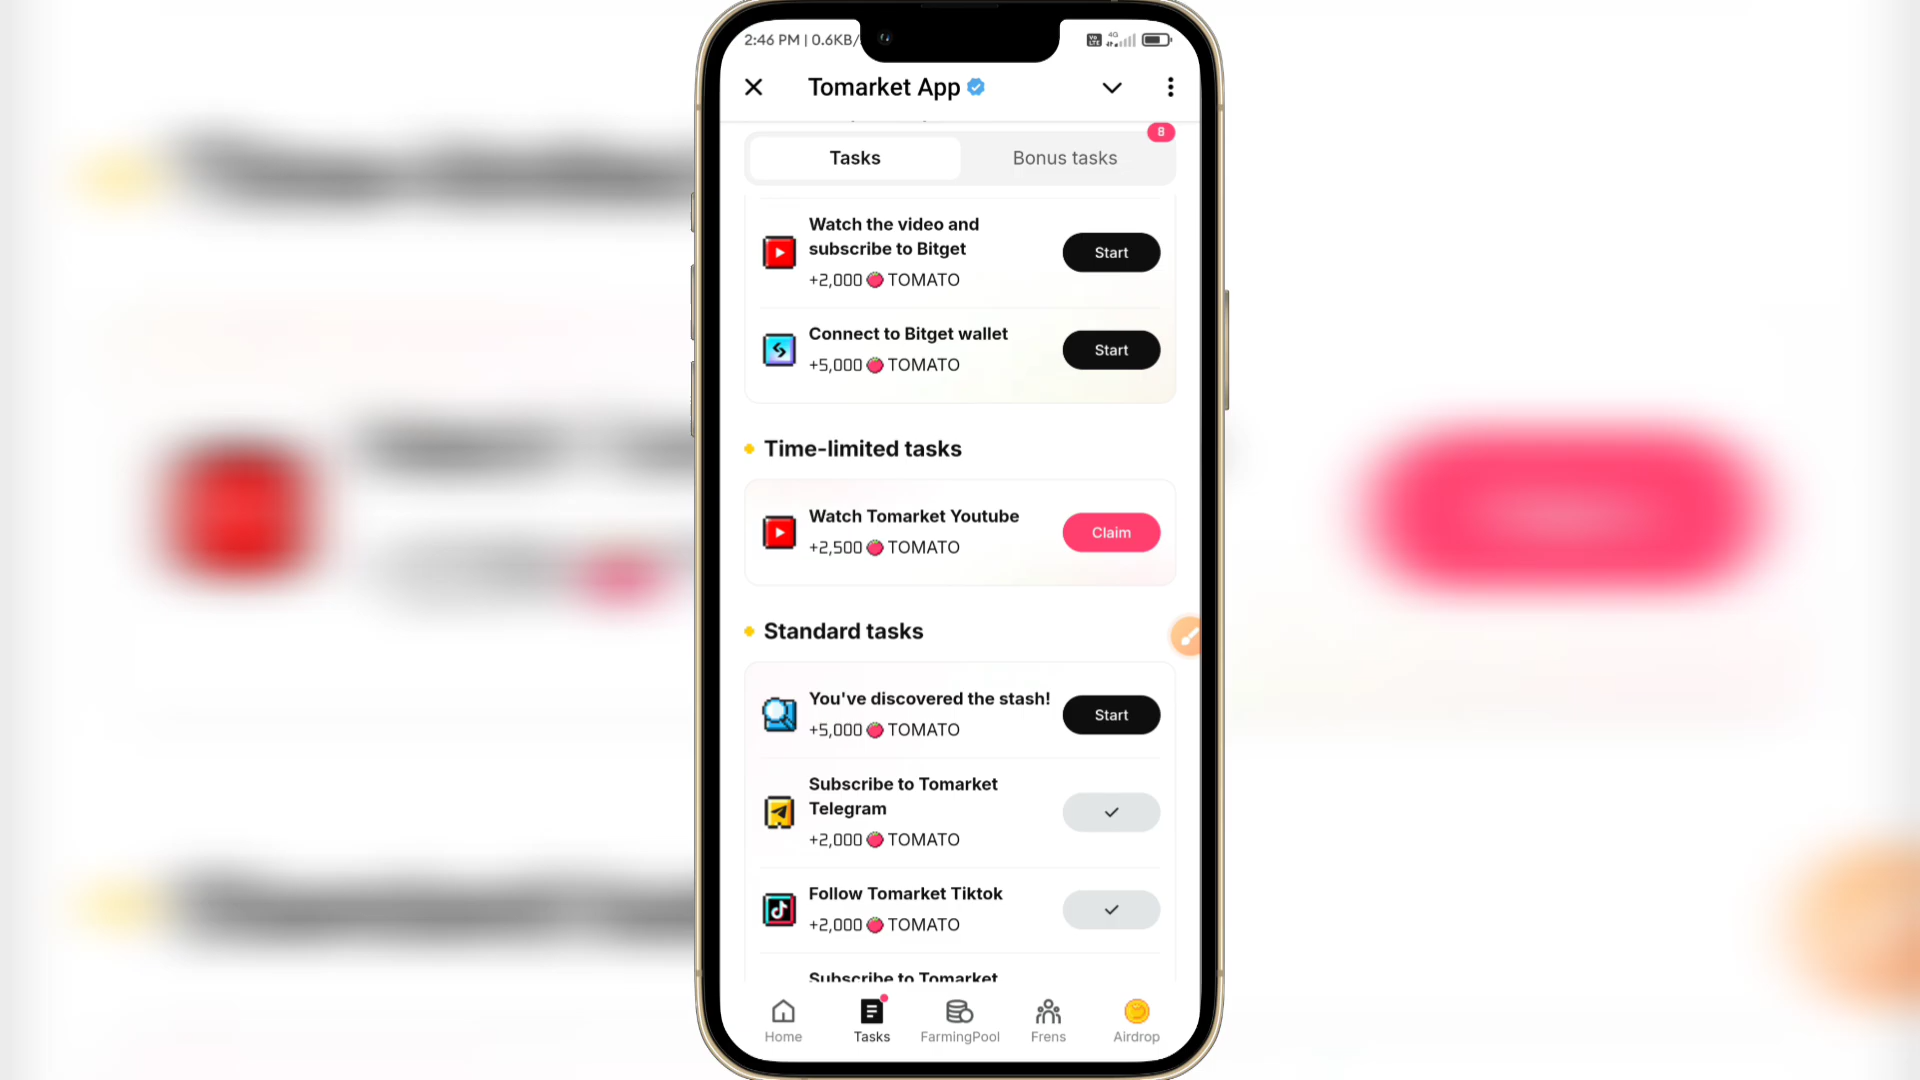 2:46 PM | 0.6KB/
Vo LTE 4G
Tomarket App
8
Tasks
Bonus tasks
Watch the video and
subscribe to Bitget
Start
+2,000 TOMATO
Connect to Bitget wallet
Start
+5,000 TOMATO
Time-limited tasks
Watch Tomarket Youtube
Claim
+2,500 TOMATO
Standard tasks
You've discovered the stash!
Start
+5,000 TOMATO
Subscribe to Tomarket
Telegram
+2,000 TOMATO
Follow Tomarket Tiktok
+2,000 TOMATO
Subscribe to Tomarket
Home
Tasks
FarmingPool
Frens
Airdrop